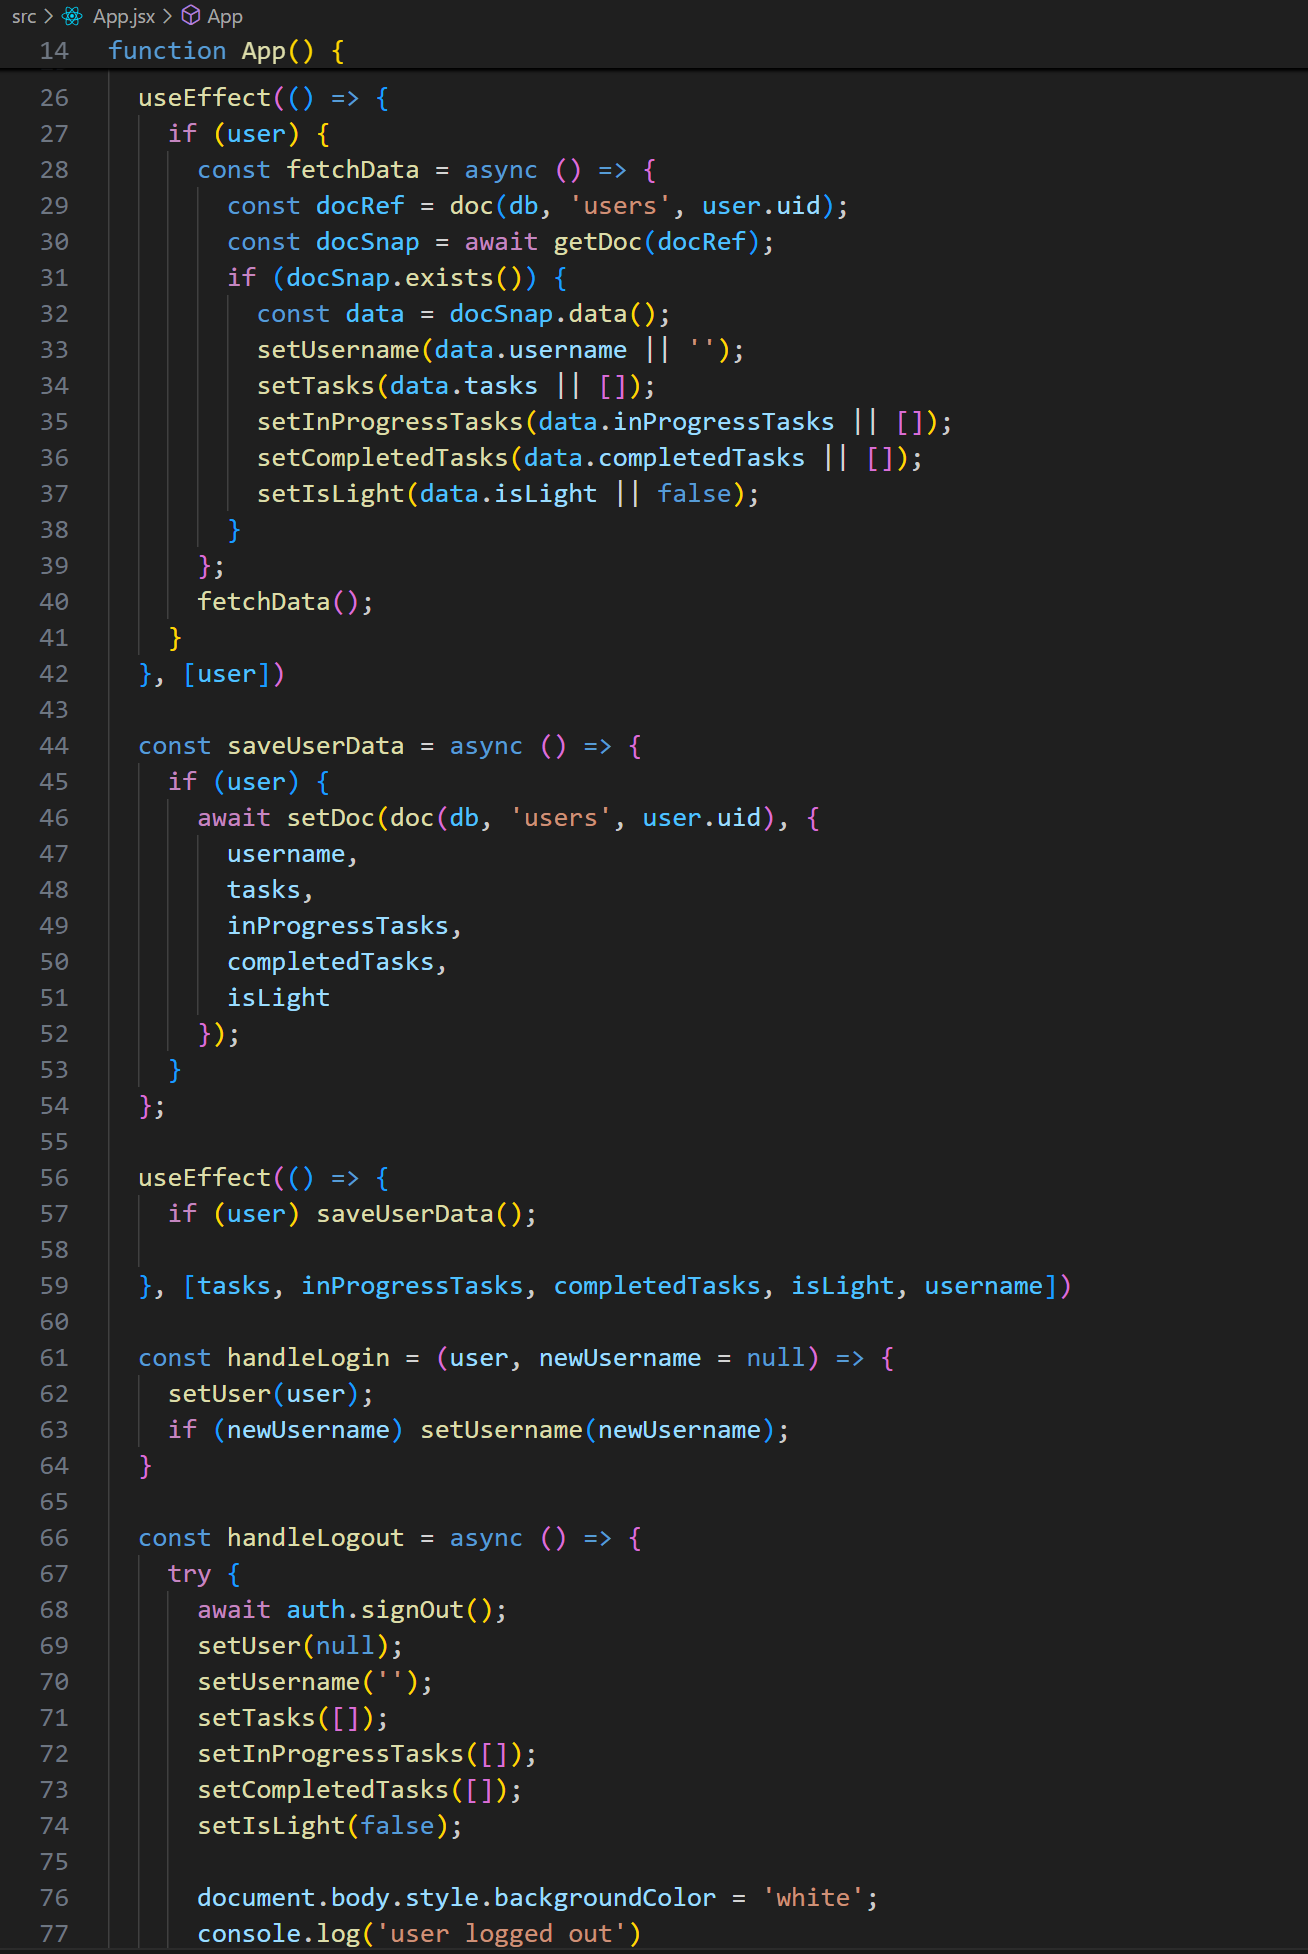 src > App.jsx > App
14 function App() {
26   useEffect(() => {
27     if (user) {
28       const fetchData = async () => {
29         const docRef = doc(db, 'users', user.uid);
30         const docSnap = await getDoc(docRef);
31         if (docSnap.exists()) {
32           const data = docSnap.data();
33           setUsername(data.username || '');
34           setTasks(data.tasks || []);
35           setInProgressTasks(data.inProgressTasks || []);
36           setCompletedTasks(data.completedTasks || []);
37           setIsLight(data.isLight || false);
38         }
39       };
40       fetchData();
41     }
42   }, [user])
43
44   const saveUserData = async () => {
45     if (user) {
46       await setDoc(doc(db, 'users', user.uid), {
47         username,
48         tasks,
49         inProgressTasks,
50         completedTasks,
51         isLight
52       });
53     }
54   };
55
56   useEffect(() => {
57     if (user) saveUserData();
58
59   }, [tasks, inProgressTasks, completedTasks, isLight, username])
60
61   const handleLogin = (user, newUsername = null) => {
62     setUser(user);
63     if (newUsername) setUsername(newUsername);
64   }
65
66   const handleLogout = async () => {
67     try {
68       await auth.signOut();
69       setUser(null);
70       setUsername('');
71       setTasks([]);
72       setInProgressTasks([]);
73       setCompletedTasks([]);
74       setIsLight(false);
75
76       document.body.style.backgroundColor = 'white';
77       console.log('user logged out')